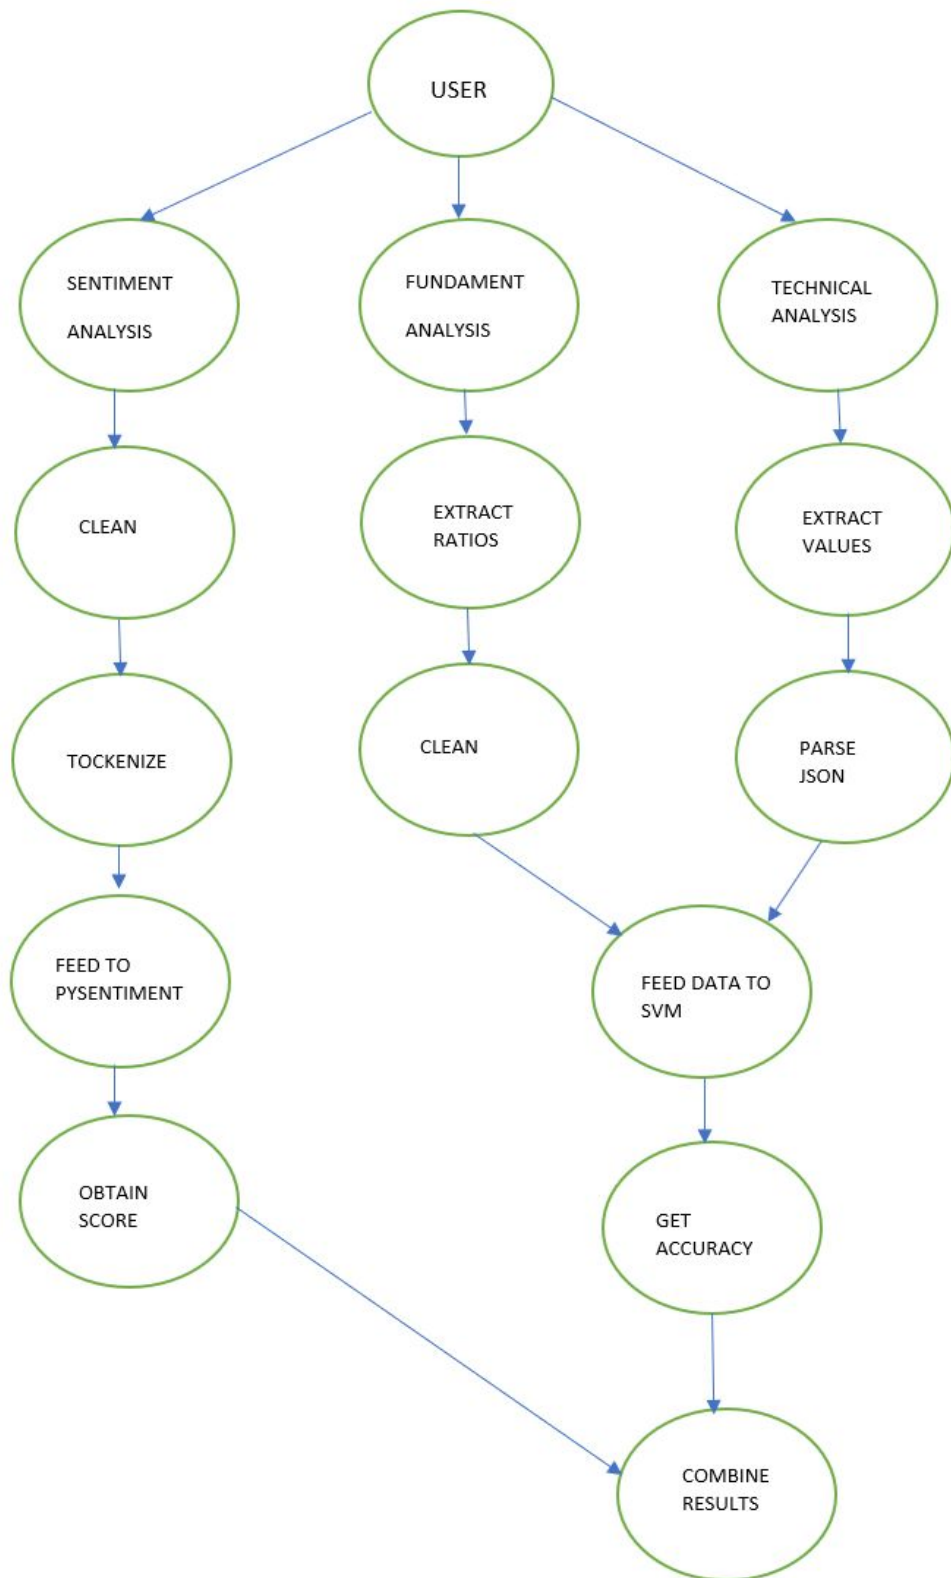 USER
SENTIMENT
ANALYSIS
FUNDAMENT
ANALYSIS
TECHNICAL
ANALYSIS
CLEAN
EXTRACT
RATIOS
EXTRACT
VALUES
TOCKENIZE
CLEAN
PARSE
JSON
FEED TO
PYSENTIMENT
FEED DATA TO
SVM
OBTAIN
SCORE
GET
ACCURACY
COMBINE
RESULTS